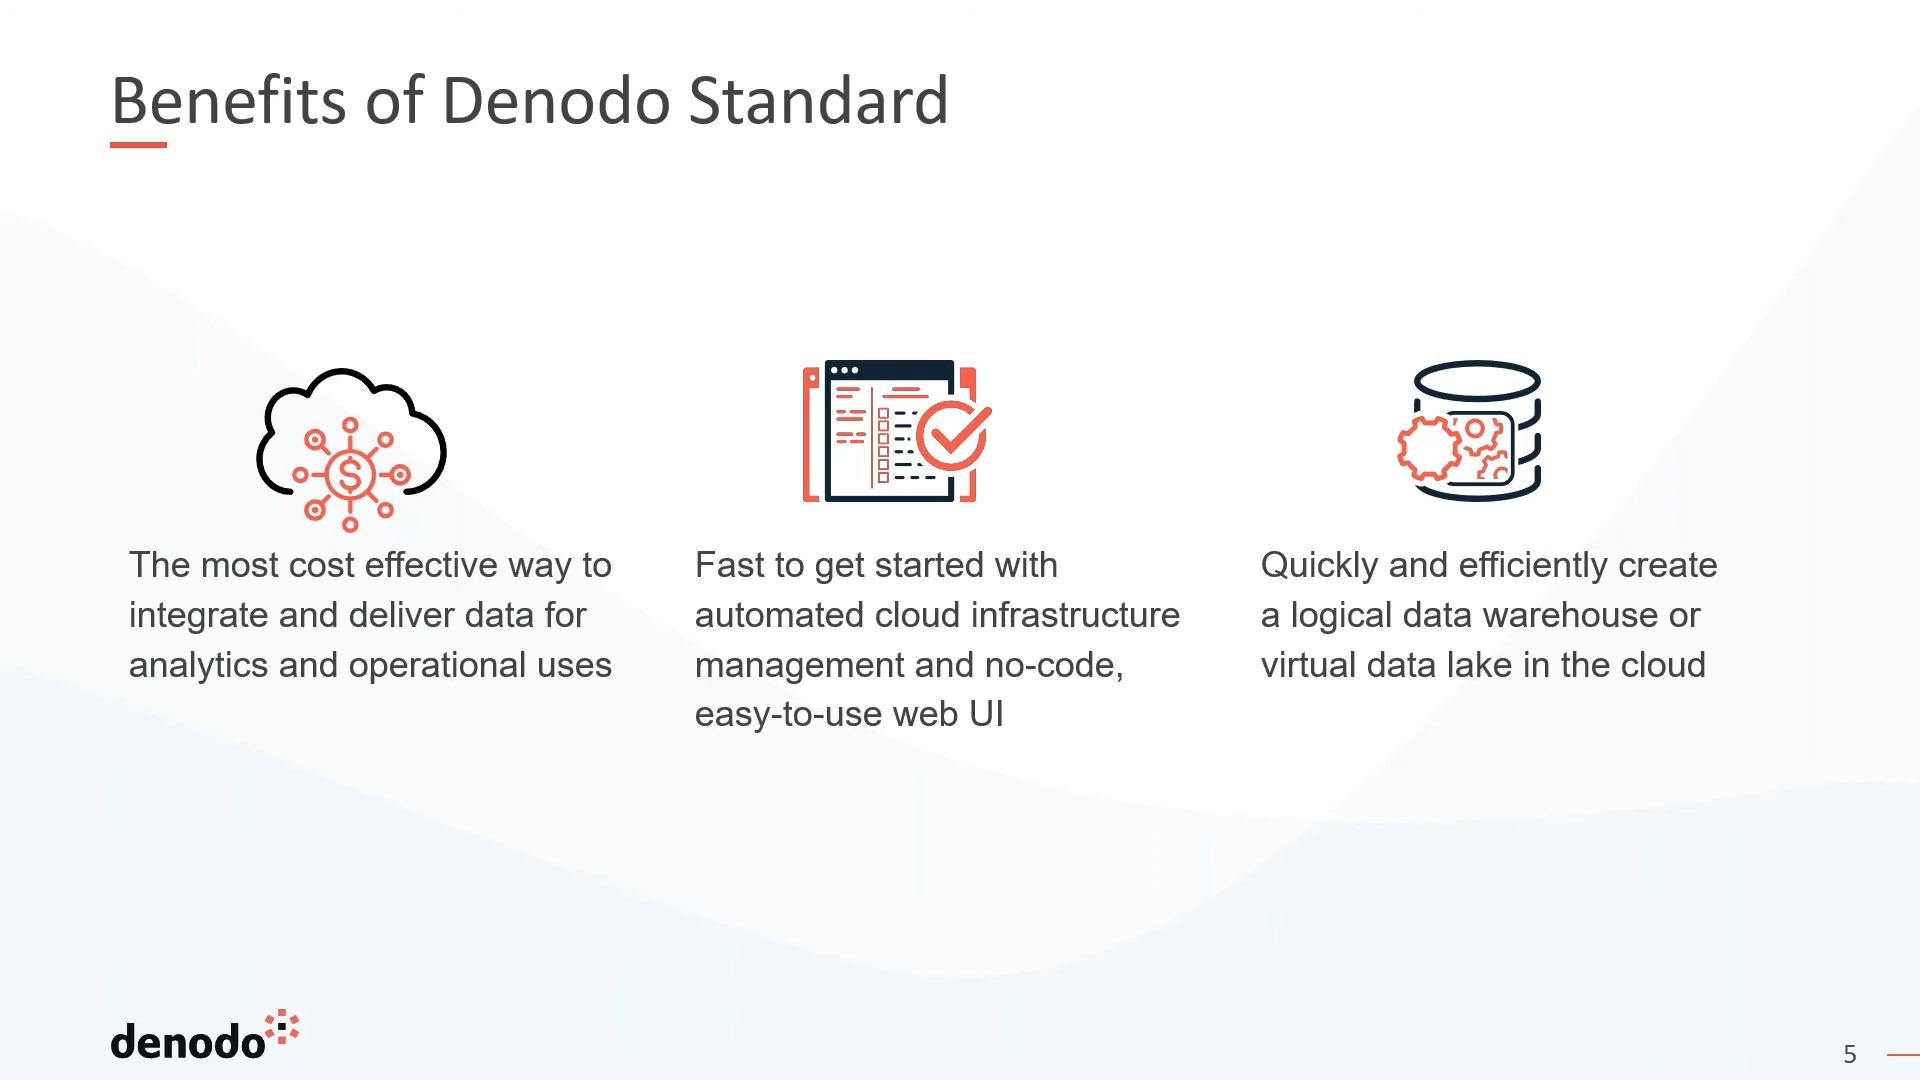 Benefits of Denodo Standard
$
The most cost effective way to
integrate and deliver data for
analytics and operational uses
Fast to get started with
automated cloud infrastructure
management and no-code,
easy-to-use web UI
Quickly and efficiently create
a logical data warehouse or
virtual data lake in the cloud
denodo
5